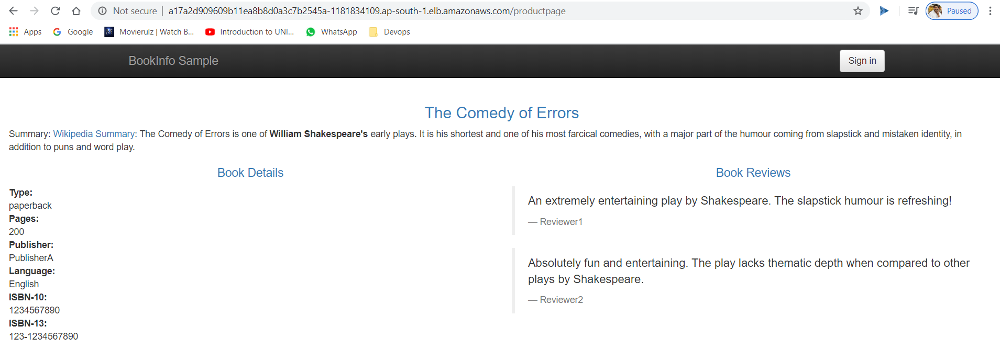 Not secure | a17a2d909609b11ea8b8d0a3c7b2545a-1181834109.ap-south-1.elb.amazonaws.com/productpage
Paused
Apps Google Movierulz | Watch B... Introduction to UNI... WhatsApp Devops
BookInfo Sample
Sign in
The Comedy of Errors
Summary: Wikipedia Summary: The Comedy of Errors is one of William Shakespeare's early plays. It is his shortest and one of his most farcical comedies, with a major part of the humour coming from slapstick and mistaken identity, in
addition to puns and word play.
Book Details
Type:
paperback
Pages:
200
Publisher:
PublisherA
Language:
English
ISBN-10:
1234567890
ISBN-13:
123-1234567890
Book Reviews
An extremely entertaining play by Shakespeare. The slapstick humour is refreshing!
— Reviewer1
Absolutely fun and entertaining. The play lacks thematic depth when compared to other
plays by Shakespeare.
— Reviewer2